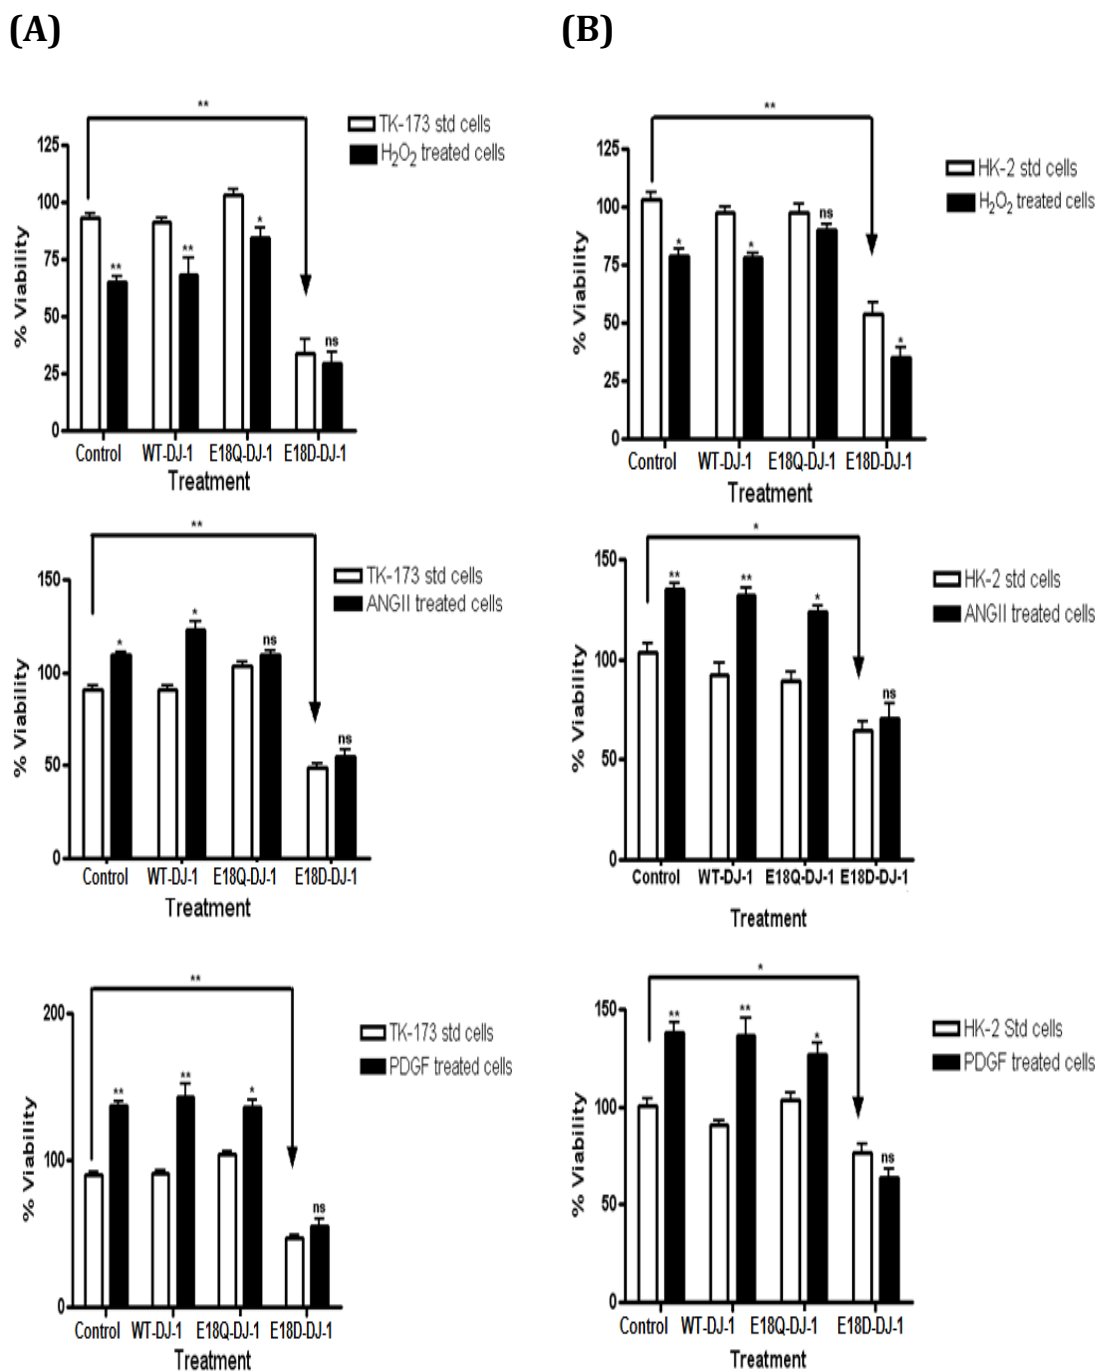 (A)
**
TK-173 std cells
H2O2 treated cells
% Viability
125
100
75
50
25
0
**
**
*
ns
Control WT-DJ-1 E18Q-DJ-1 E18D-DJ-1
Treatment
**
TK-173 std cells
ANGII treated cells
% Viability
150
100
50
0
*
*
ns
ns
Control WT-DJ-1 E18Q-DJ-1 E18D-DJ-1
Treatment
**
TK-173 std cells
PDGF treated cells
% Viability
200
100
0
**
**
*
ns
Control WT-DJ-1 E18Q-DJ-1 E18D-DJ-1
Treatment
(B)
**
HK-2 std cells
H2O2 treated cells
% Viability
125
100
75
50
25
0
*
*
ns
*
Control WT-DJ-1 E18Q-DJ-1 E18D-DJ-1
Treatment
*
HK-2 std cells
ANGII treated cells
% Viability
150
100
50
0
**
**
*
ns
Control WT-DJ-1 E18Q-DJ-1 E18D-DJ-1
Treatment
*
HK-2 Std cells
PDGF treated cells
% Viability
150
100
50
0
**
**
*
ns
Control WT-DJ-1 E18Q-DJ-1 E18D-DJ-1
Treatment